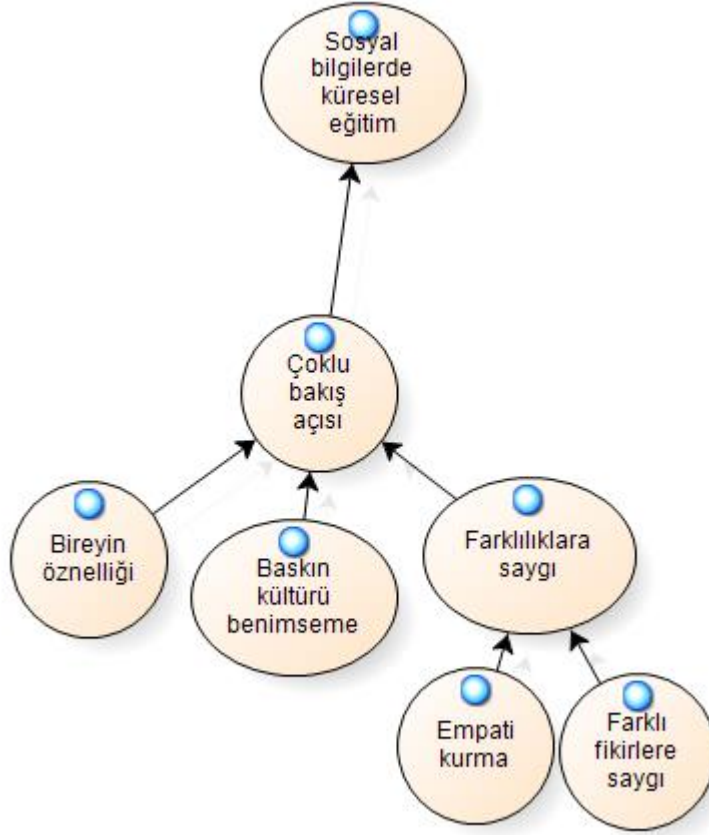 Sosyal
bilgilerde
küresel
eğitim
Çoklu
bakış
açısı
Bireyin
öznelliği
Baskın
kültürü
benimseme
Farklılıklara
saygı
Empati
kurma
Farklı
fikirlere
saygı